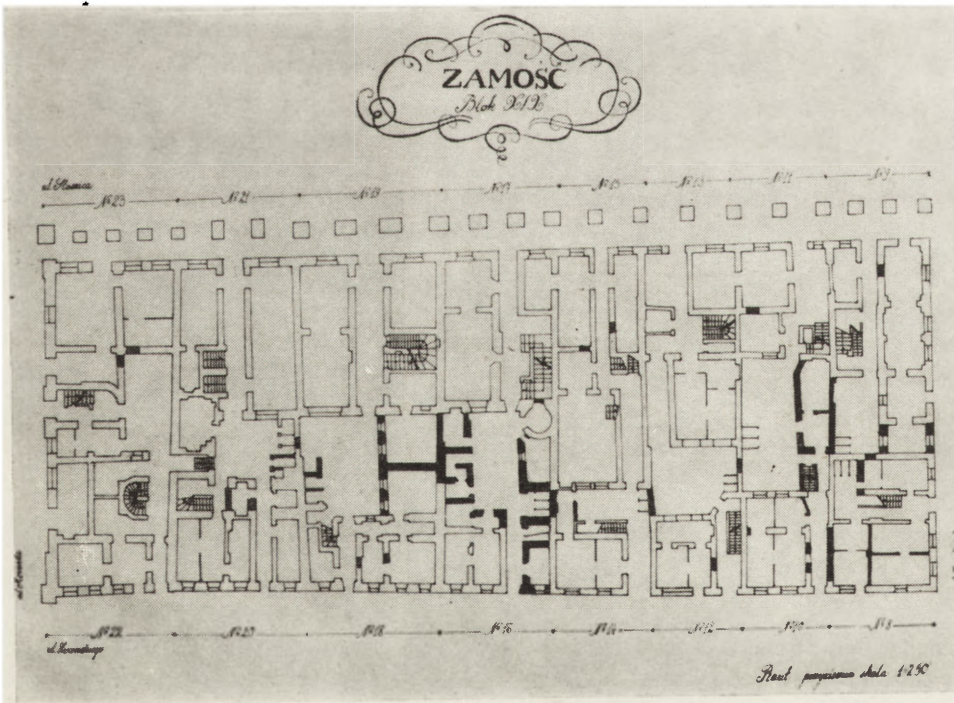 ZAMOŚĆ
Blok XIX
Nº 23 Nº 21 Nº 19 Nº 17 Nº 15 Nº 13 Nº 11 Nº 9
Nº 22 Nº 20 Nº 18 Nº 16 Nº 14 Nº 12 Nº 10 Nº 8
ul.
Rzut skala 1:250